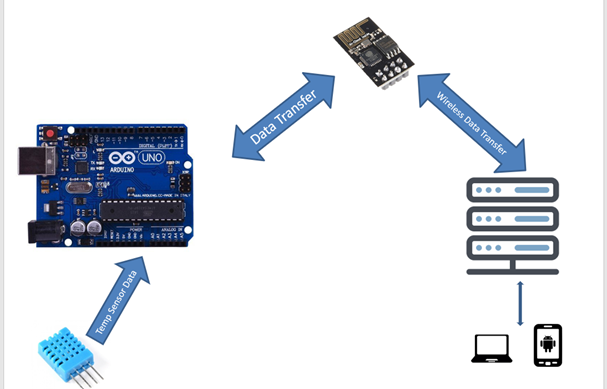 Data Transfer
Wireless Data Transfer
DIGITAL (PWM~)
UNO
ARDUINO
POWER
ANALOG IN
Temp Sensor Data